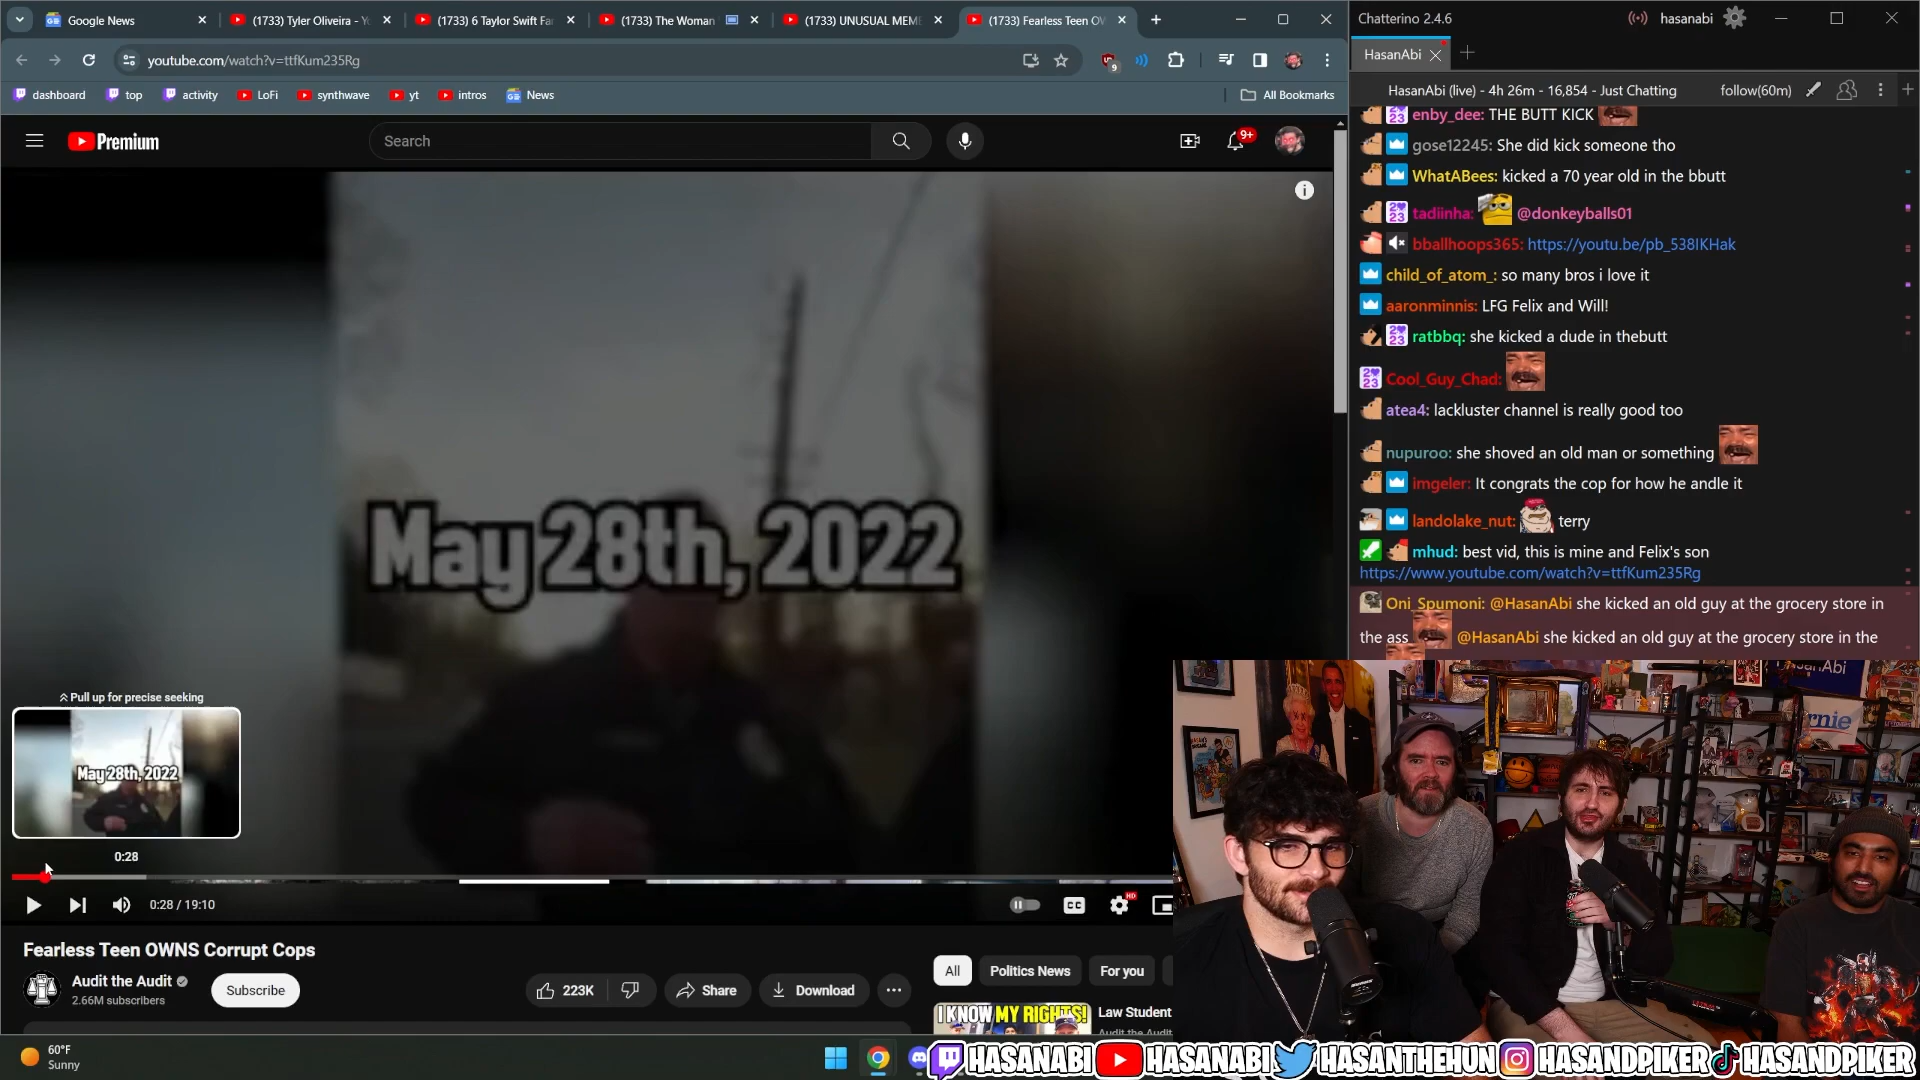 Google News
(1733) Tyler Oliveira - Y
(1733) 6 Taylor Swift Fa
(1733) The Woman
(1733) UNUSUAL MEM
(1733) Fearless Teen O
youtube.com/watch?v=ttfKum235Rg
9
dashboard
top
activity
LoFi
synthwave
yt
intros
News
All Bookmarks
Premium
Search
9+
May 28th, 2022
Pull up for precise seeking
May 28th, 2022
0:28
0:28 / 19:10
CC
HD
Fearless Teen OWNS Corrupt Cops
Audit the Audit
2.66M subscribers
Subscribe
223K
Share
Download
All
Politics News
For you
I KNOW MY RIGHTS!
Law Student
Audit the Audit
60°F
Sunny
Chatterino 2.4.6
hasanabi
HasanAbi
HasanAbi (live) - 4h 26m - 16,854 - Just Chatting
follow(60m)
enby_dee: THE BUTT KICK
gose12245: She did kick someone tho
WhatABees: kicked a 70 year old in the bbutt
tadiinha: @donkeyballs01
bballhoops365: https://youtu.be/pb_538IKHak
child_of_atom_: so many bros i love it
aaronminnis: LFG Felix and Will!
ratbbq: she kicked a dude in thebutt
Cool_Guy_Chad:
atea4: lackluster channel is really good too
nupuroo: she shoved an old man or something
imgeler: It congrats the cop for how he andle it
landolake_nut: terry
mhud: best vid, this is mine and Felix's son
https://www.youtube.com/watch?v=ttfKum235Rg
Oni_Spumoni: @HasanAbi she kicked an old guy at the grocery store in
the ass @HasanAbi she kicked an old guy at the grocery store in the
HASANABI
HASANABI
HASANTHEHUN
HASANDPIKER
HASANDPIKER